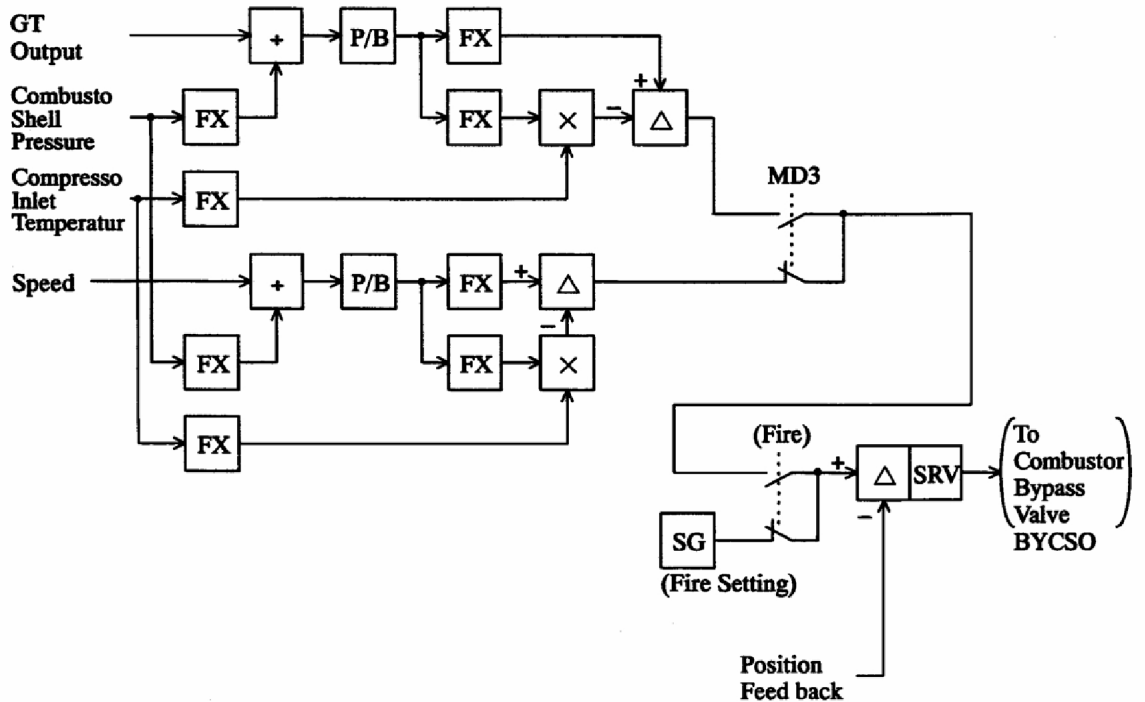 GT
Output
+
P/B
FX
Combusto
Shell
Pressure
FX
FX
×
−
+
△
Compresso
Inlet
Temperatur
FX
MD3
Speed
+
P/B
FX
+
△
−
FX
FX
×
FX
(Fire)
+
△
SRV
−
To
Combustor
Bypass
Valve
BYCSO
SG
(Fire Setting)
Position
Feed back